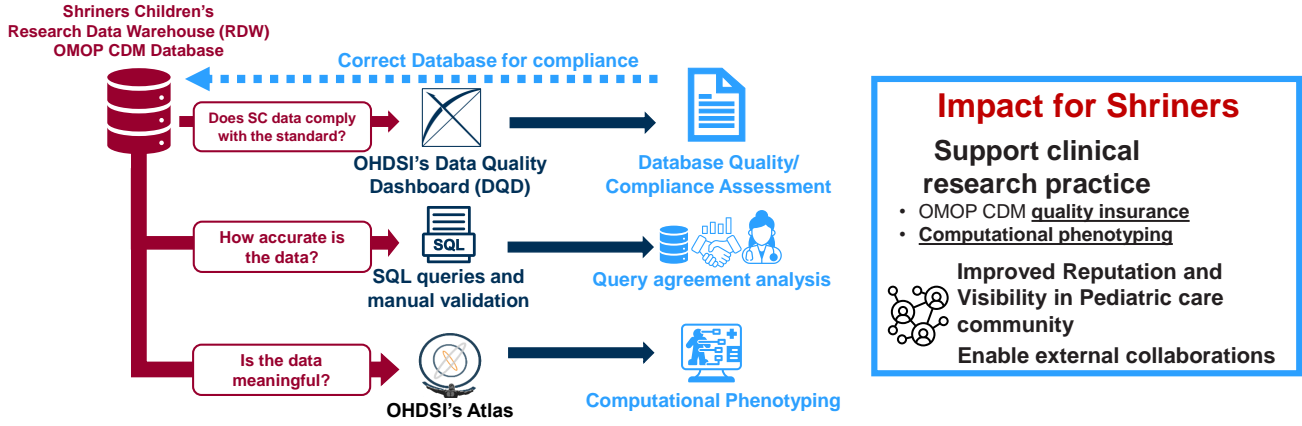 Shriners Children's
Research Data Warehouse (RDW)
OMOP CDM Database
Correct Database for compliance
Does SC data comply
with the standard?
OHDSI's Data Quality
Dashboard (DQD)
Database Quality/
Compliance Assessment
How accurate is
the data?
SQL
SQL queries and
manual validation
Query agreement analysis
Is the data
meaningful?
OHDSI's Atlas
Computational Phenotyping
Impact for Shriners
Support clinical
research practice
• OMOP CDM quality insurance
• Computational phenotyping
Improved Reputation and
Visibility in Pediatric care
community
Enable external collaborations